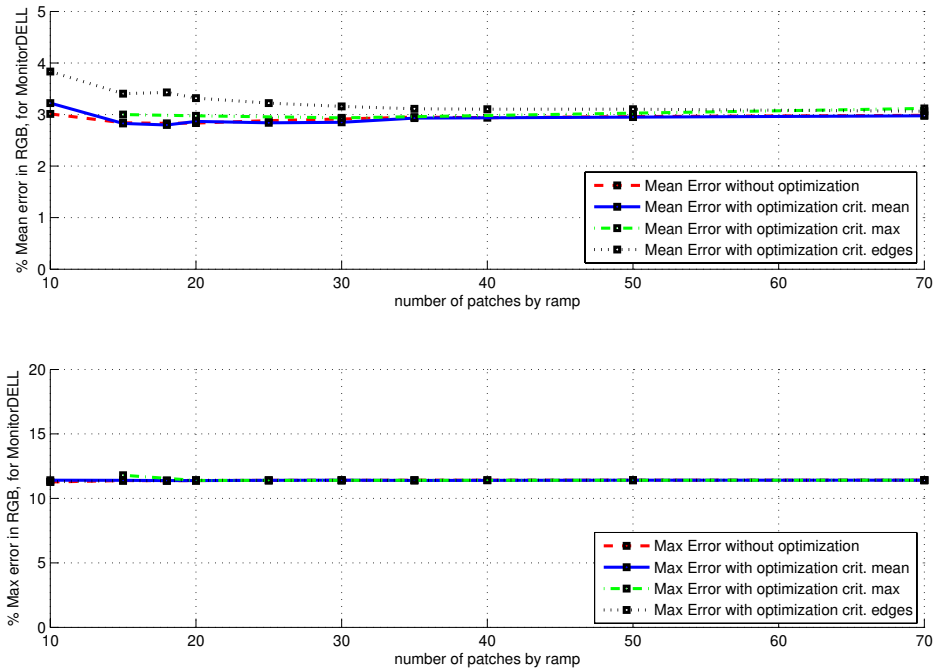 5
4
3
2
1
0
% Mean error in RGB, for MonitorDELL
Mean Error without optimization
Mean Error with optimization crit. mean
Mean Error with optimization crit. max
Mean Error with optimization crit. edges
10 20 30 40 50 60 70
number of patches by ramp
20
15
10
5
0
% Max error in RGB, for MonitorDELL
Max Error without optimization
Max Error with optimization crit. mean
Max Error with optimization crit. max
Max Error with optimization crit. edges
10 20 30 40 50 60 70
number of patches by ramp